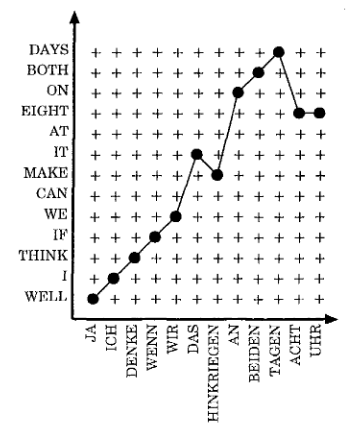 DAYS
BOTH
ON
EIGHT
AT
IT
MAKE
CAN
WE
IF
THINK
I
WELL
JA
ICH
DENKE
WENN
WIR
DAS
HINKRIEGEN
AN
BEIDEN
TAGEN
ACHT
UHR